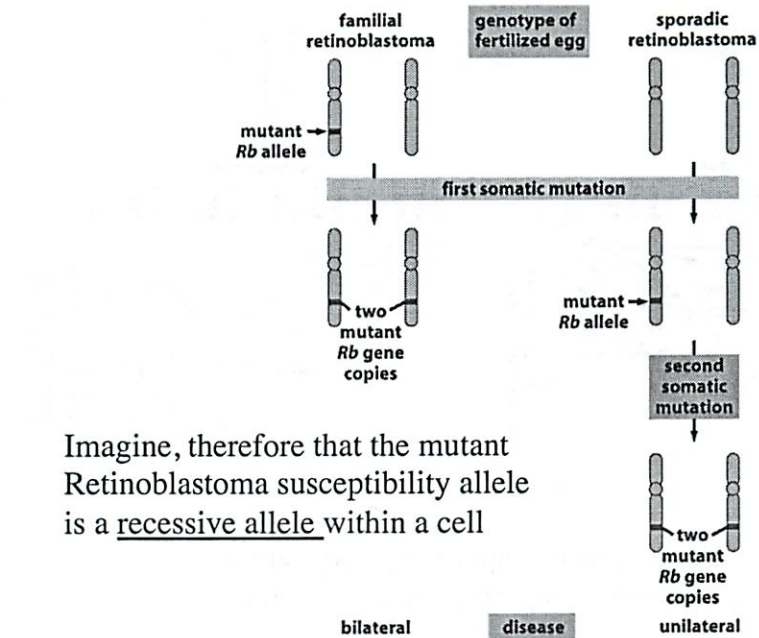 familial
retinoblastoma
genotype of
fertilized egg
sporadic
retinoblastoma
mutant
Rb allele
first somatic mutation
two
mutant
Rb gene
copies
mutant
Rb allele
second
somatic
mutation
Imagine, therefore that the mutant
Retinoblastoma susceptibility allele
is a recessive allele within a cell
two
mutant
Rb gene
copies
bilateral
disease
unilateral